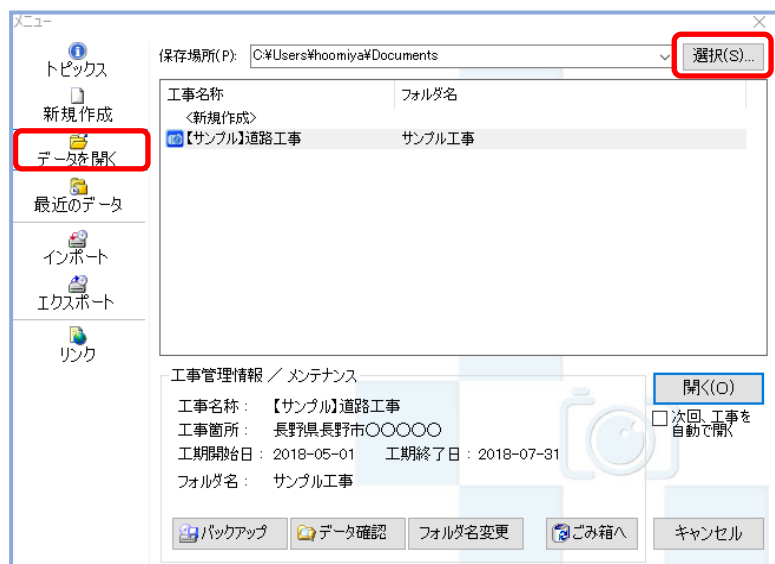 メニュー
トピックス
新規作成
データを開く
最近のデータ
インポート
エクスポート
リンク
保存場所(P): C:¥Users¥hoomiya¥Documents 選択(S)...
工事名称 フォルダ名
<新規作成>
【サンプル】道路工事 サンプル工事
工事管理情報 / メンテナンス
工事名称 : 【サンプル】道路工事
工事箇所 : 長野県長野市〇〇〇〇〇
工期開始日 : 2018-05-01 工期終了日 : 2018-07-31
フォルダ名 : サンプル工事
バックアップ データ確認 フォルダ名変更 ごみ箱へ
開く(O)
次回、工事を
自動で開く
キャンセル